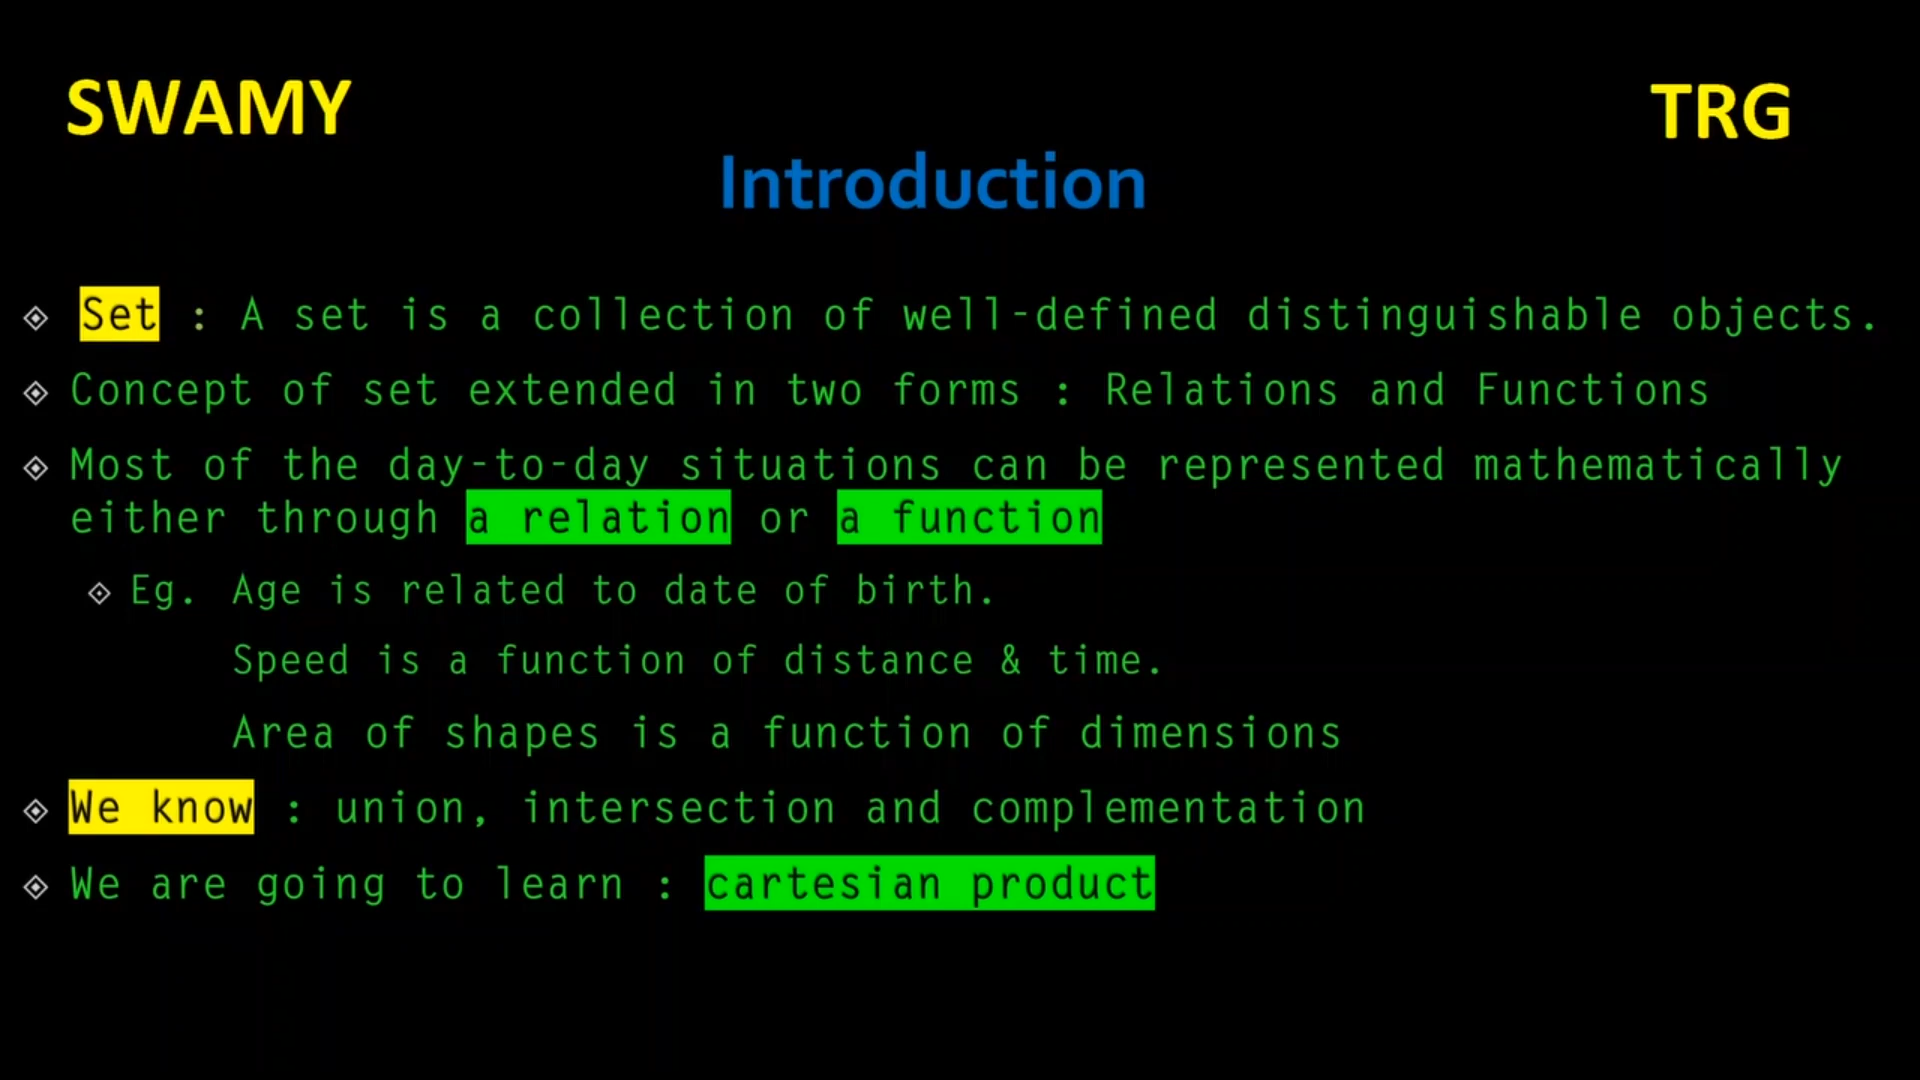 SWAMY
TRG
Introduction
Set : A set is a collection of well-defined distinguishable objects.
Concept of set extended in two forms : Relations and Functions
Most of the day-to-day situations can be represented mathematically
either through a relation or a function
Eg. Age is related to date of birth.
Speed is a function of distance & time.
Area of shapes is a function of dimensions
We know : union, intersection and complementation
We are going to learn : cartesian product